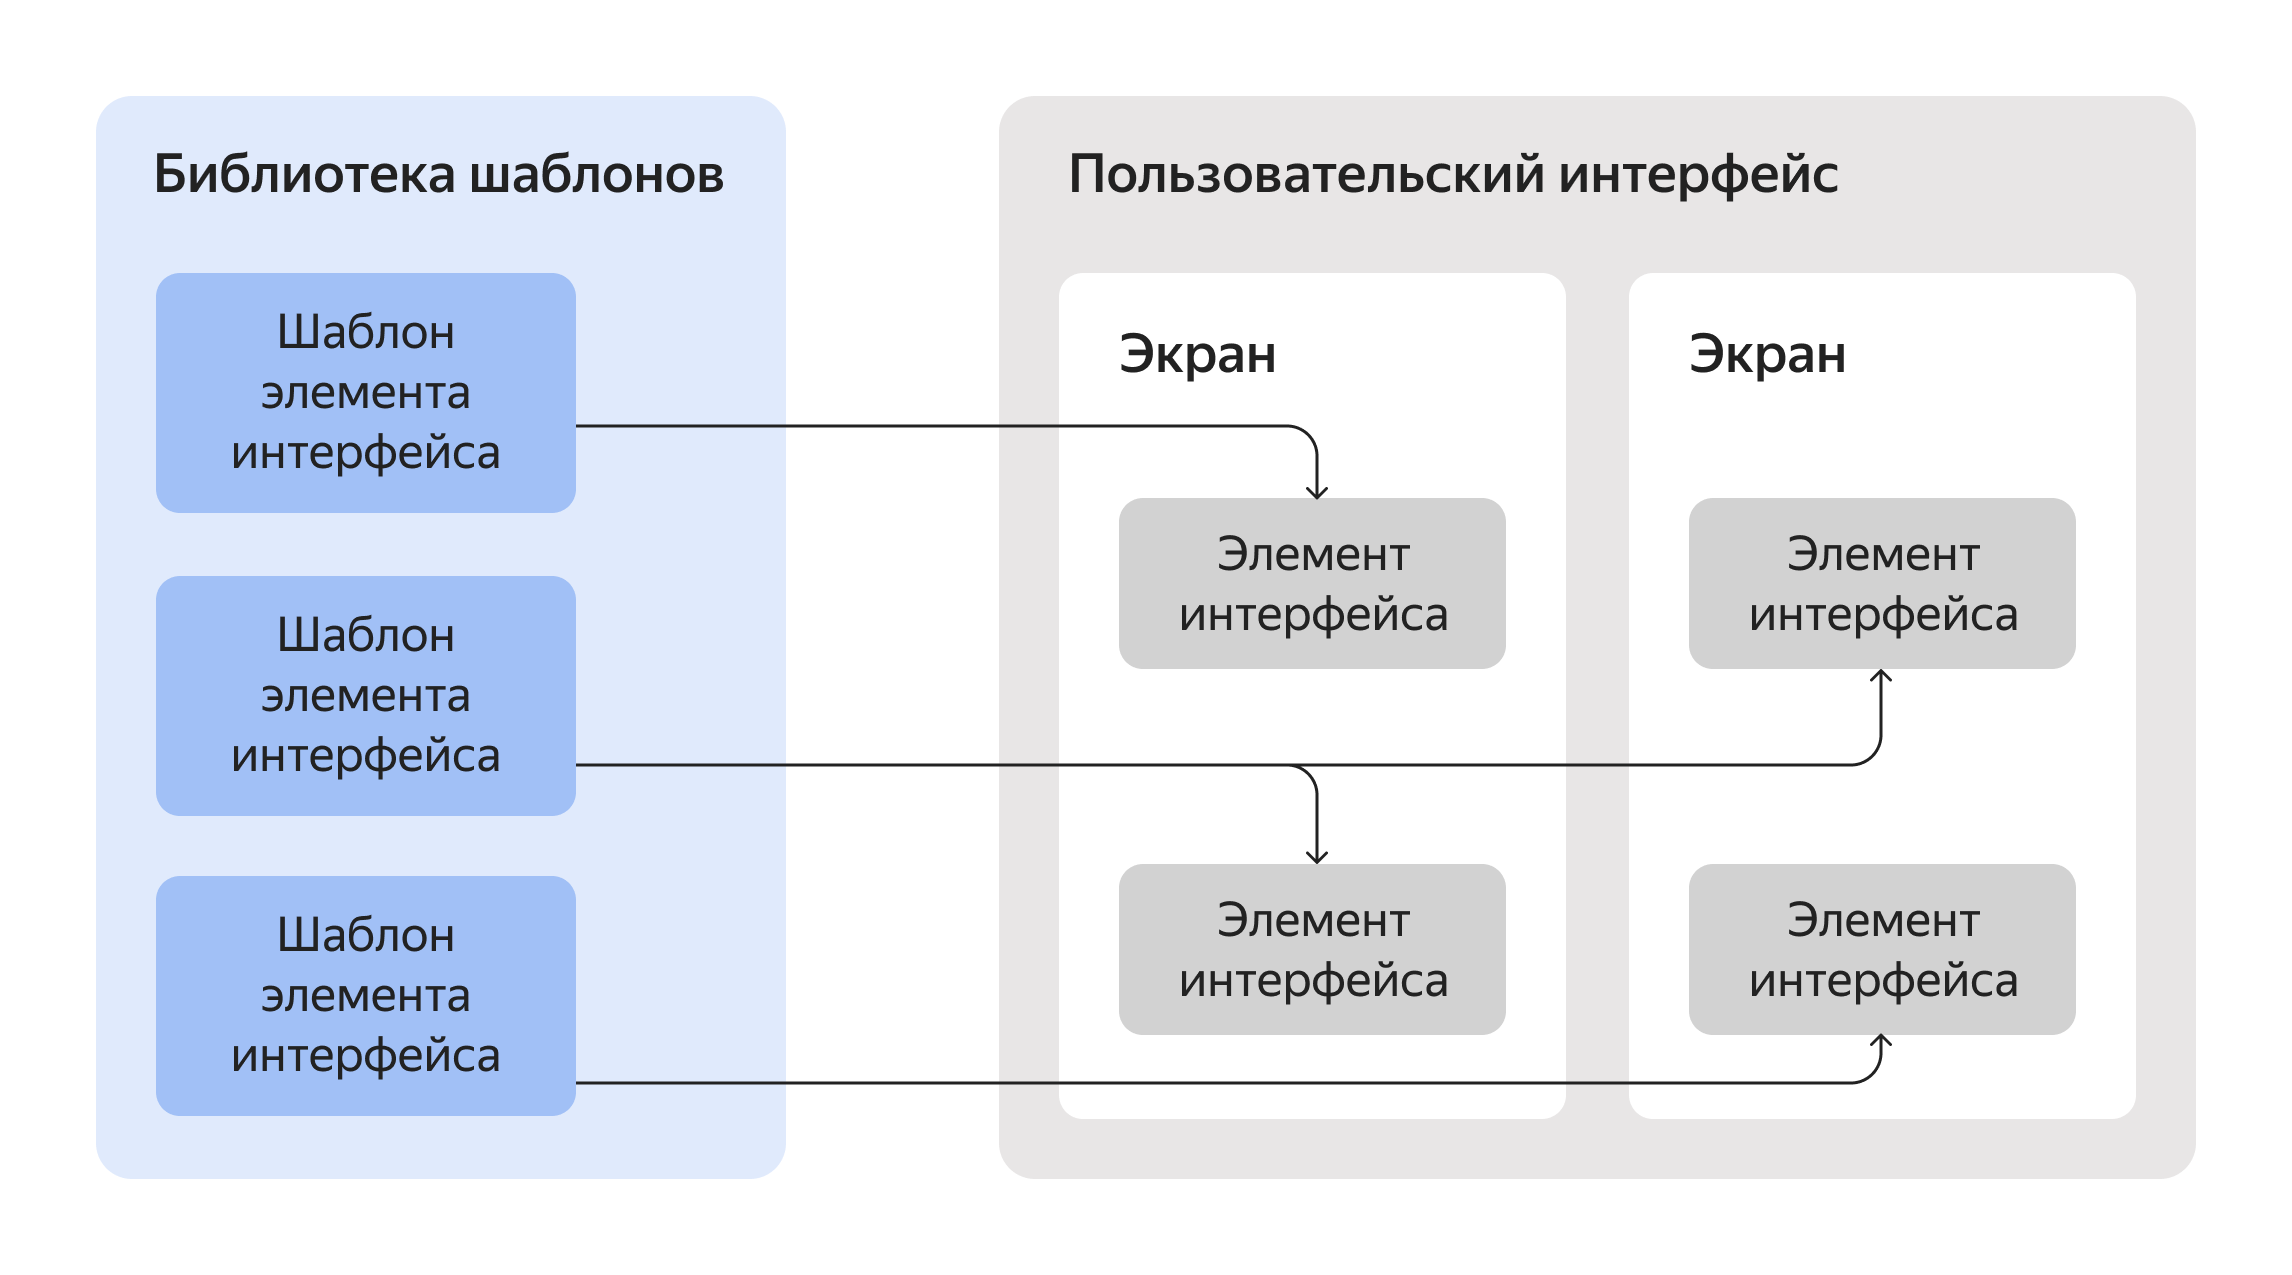 Библиотека шаблонов
Шаблон
элемента
интерфейса
Шаблон
элемента
интерфейса
Шаблон
элемента
интерфейса
Пользовательский интерфейс
Экран
Элемент
интерфейса
Элемент
интерфейса
Экран
Элемент
интерфейса
Элемент
интерфейса